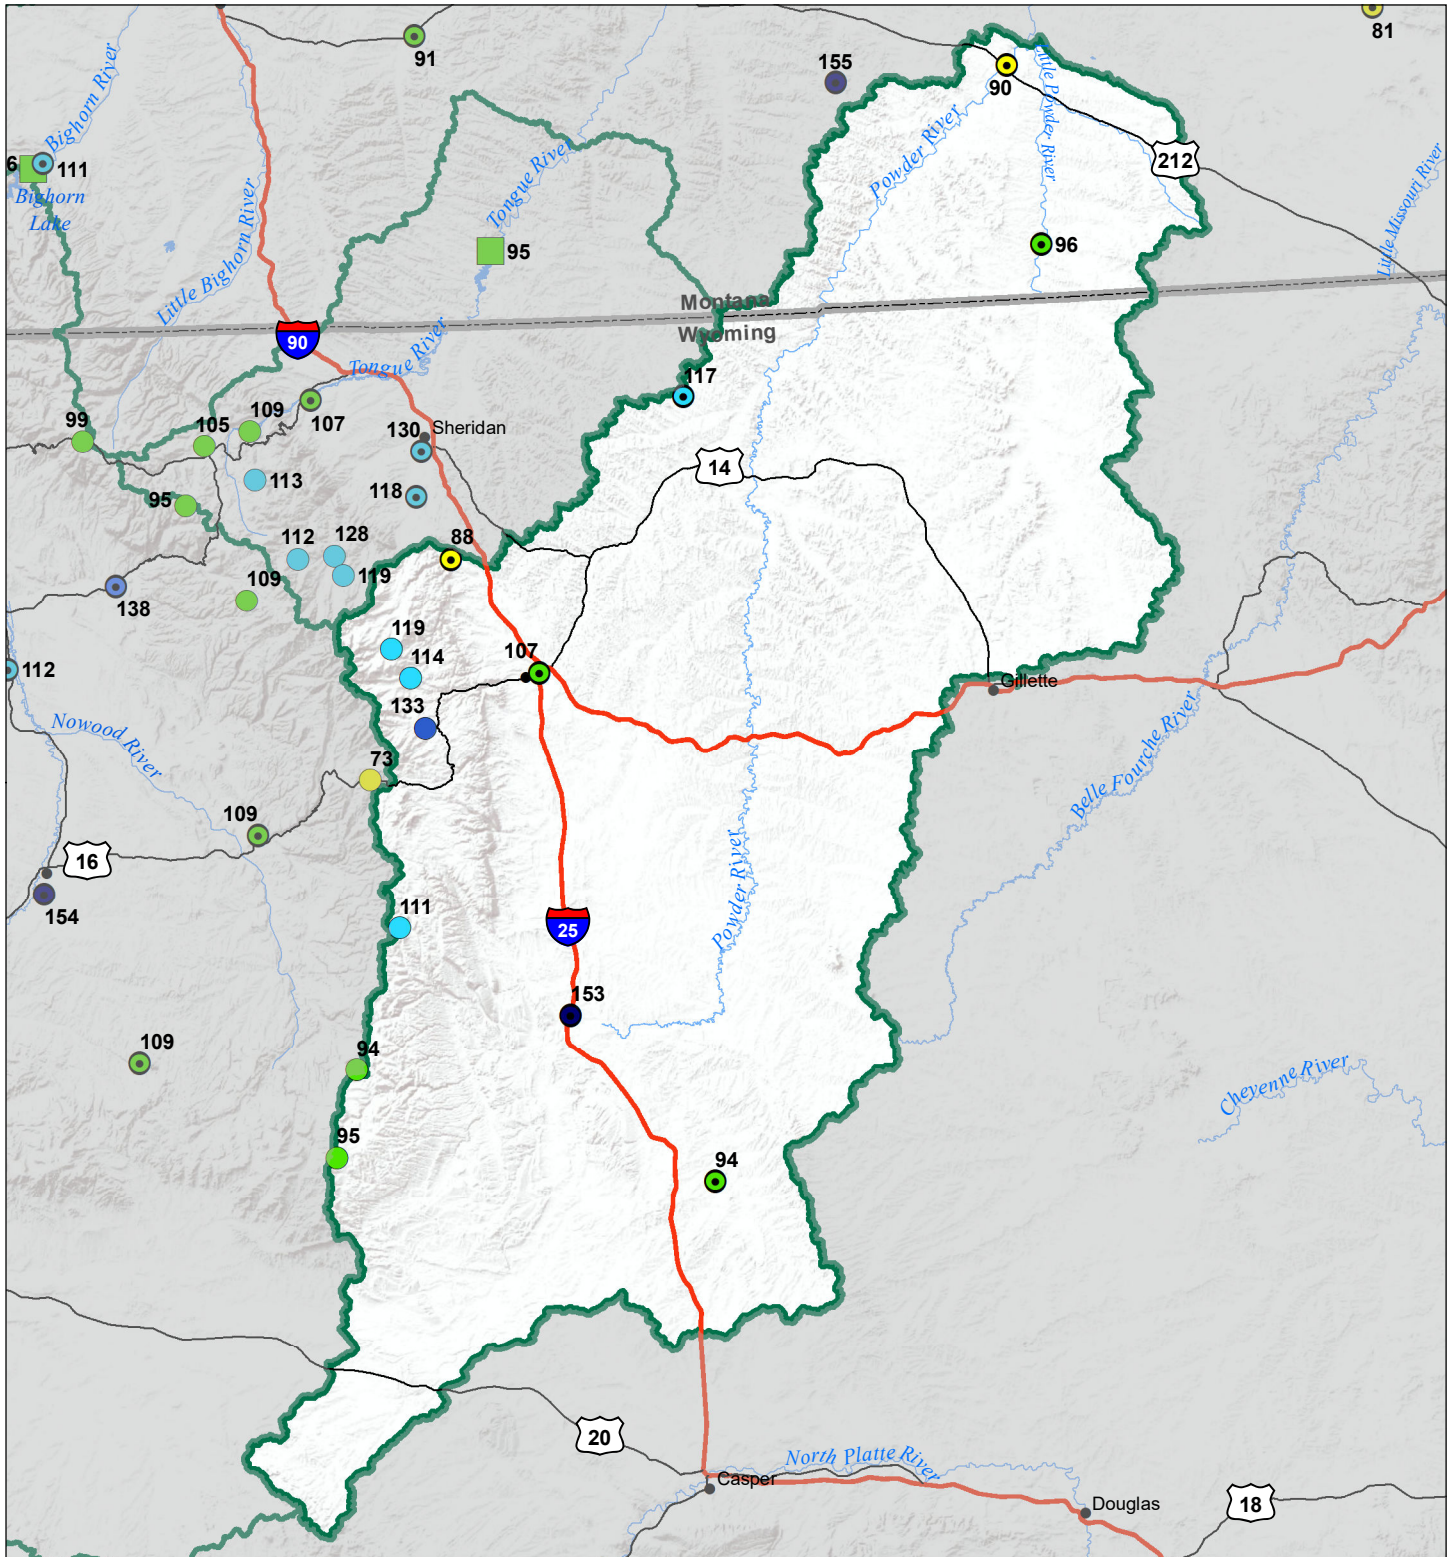 91
155
90
81
Bighorn River
Little Powder River
Powder River
212
6
111
Bighorn
Lake
Tongue River
Little Missouri River
Little Bighorn River
95
96
Montana
Wyoming
90
Tongue River
117
99
105
109
107
130
Sheridan
14
113
118
95
112
128
88
119
109
138
119
107
114
112
Gillette
133
Nowood River
73
Belle Fourche River
109
16
Powder River
154
111
25
153
109
94
Cheyenne River
95
94
20
North Platte River
Casper
Douglas
18